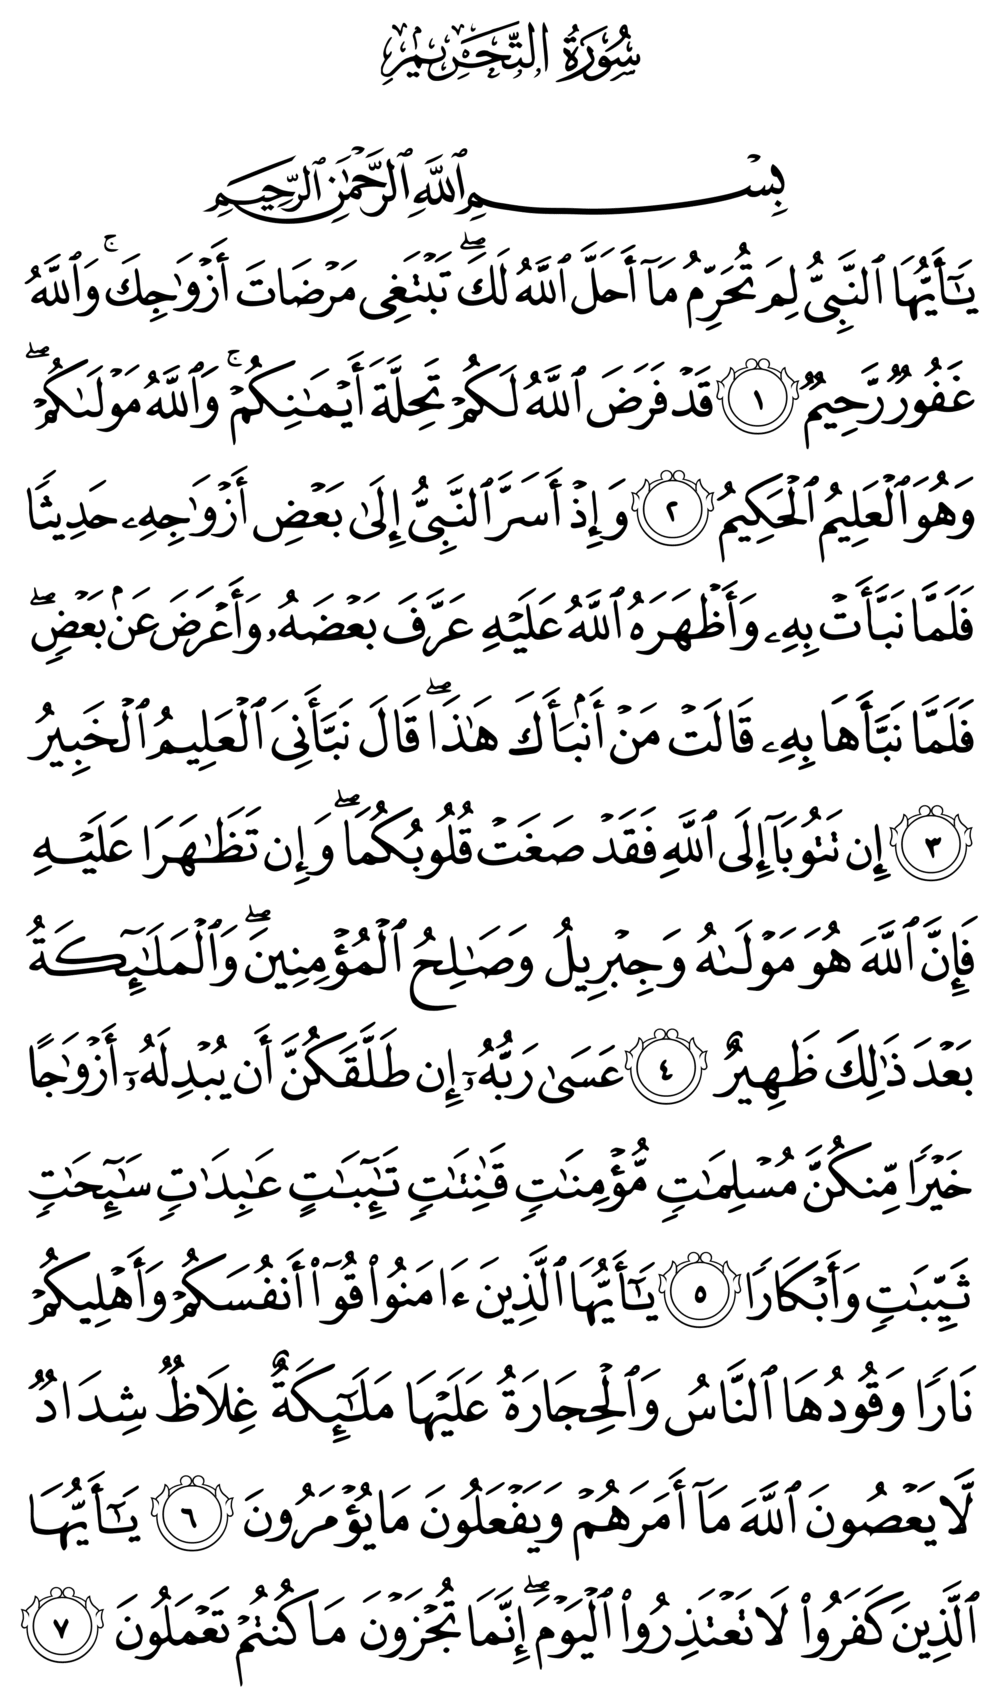 سُورَةُ التَّحْرِيمِ
بِسْمِ ٱللَّهِ ٱلرَّحْمَٰنِ ٱلرَّحِيمِ
يَٰٓأَيُّهَا ٱلنَّبِىُّ لِمَ تُحَرِّمُ مَآ أَحَلَّ ٱللَّهُ لَكَ ۖ تَبْتَغِى مَرْضَاتَ أَزْوَٰجِكَ ۚ وَٱللَّهُ
غَفُورٌ رَّحِيمٌ ١ قَدْ فَرَضَ ٱللَّهُ لَكُمْ تَحِلَّةَ أَيْمَٰنِكُمْ ۚ وَٱللَّهُ مَوْلَىٰكُمْ ۖ
وَهُوَ ٱلْعَلِيمُ ٱلْحَكِيمُ ٢ وَإِذْ أَسَرَّ ٱلنَّبِىُّ إِلَىٰ بَعْضِ أَزْوَٰجِهِۦ حَدِيثًا
فَلَمَّا نَبَّأَتْ بِهِۦ وَأَظْهَرَهُ ٱللَّهُ عَلَيْهِ عَرَّفَ بَعْضَهُۥ وَأَعْرَضَ عَنۢ بَعْضٍ ۖ
فَلَمَّا نَبَّأَهَا بِهِۦ قَالَتْ مَنْ أَنۢبَأَكَ هَٰذَا ۖ قَالَ نَبَّأَنِىَ ٱلْعَلِيمُ ٱلْخَبِيرُ
٣ إِن تَتُوبَآ إِلَى ٱللَّهِ فَقَدْ صَغَتْ قُلُوبُكُمَا ۖ وَإِن تَظَٰهَرَا عَلَيْهِ
فَإِنَّ ٱللَّهَ هُوَ مَوْلَىٰهُ وَجِبْرِيلُ وَصَٰلِحُ ٱلْمُؤْمِنِينَ ۖ وَٱلْمَلَٰٓئِكَةُ
بَعْدَ ذَٰلِكَ ظَهِيرٌ ٤ عَسَىٰ رَبُّهُۥٓ إِن طَلَّقَكُنَّ أَن يُبْدِلَهُۥٓ أَزْوَٰجًا
خَيْرًا مِّنكُنَّ مُسْلِمَٰتٍ مُّؤْمِنَٰتٍ قَٰنِتَٰتٍ تَٰٓئِبَٰتٍ عَٰبِدَٰتٍ سَٰٓئِحَٰتٍ
ثَيِّبَٰتٍ وَأَبْكَارًا ٥ يَٰٓأَيُّهَا ٱلَّذِينَ ءَامَنُوا۟ قُوٓا۟ أَنفُسَكُمْ وَأَهْلِيكُمْ
نَارًا وَقُودُهَا ٱلنَّاسُ وَٱلْحِجَارَةُ عَلَيْهَا مَلَٰٓئِكَةٌ غِلَاظٌ شِدَادٌ
لَّا يَعْصُونَ ٱللَّهَ مَآ أَمَرَهُمْ وَيَفْعَلُونَ مَا يُؤْمَرُونَ ٦ يَٰٓأَيُّهَا
ٱلَّذِينَ كَفَرُوا۟ لَا تَعْتَذِرُوا۟ ٱلْيَوْمَ ۖ إِنَّمَا تُجْزَوْنَ مَا كُنتُمْ تَعْمَلُونَ ٧